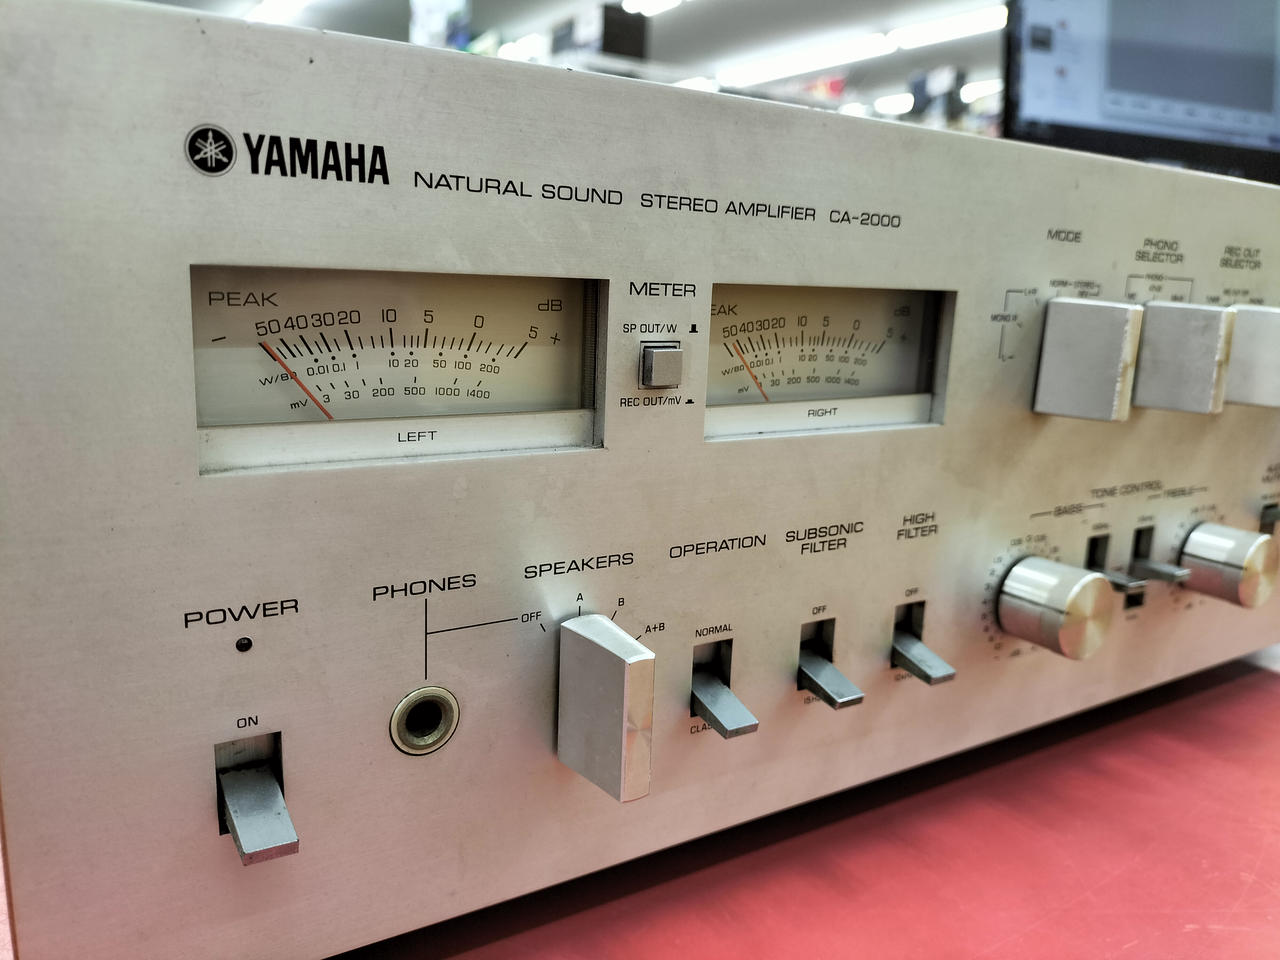 YAMAHA NATURAL SOUND STEREO AMPLIFIER CA-2000
PEAK dB
50 40 30 20 10 5 0 5 +
0.01 0.1 1 10 20 50 100 200
mV 3 30 200 500 1000 1400
LEFT
METER
SP OUT/W
REC OUT/mV
dB
50 40 30 20 10 5 0 5 +
W/8Ω 0.01 0.1 1 10 20 50 100 200
mV 3 30 200 500 1000 1400
RIGHT
MODE
PHONO
SELECTOR
REC OUT
SELECTOR
POWER
ON
PHONES
SPEAKERS
OFF A B A+B
OPERATION
NORMAL
SUBSONIC
FILTER
OFF
HIGH
FILTER
OFF
TONE CONTROL
BASS TREBLE